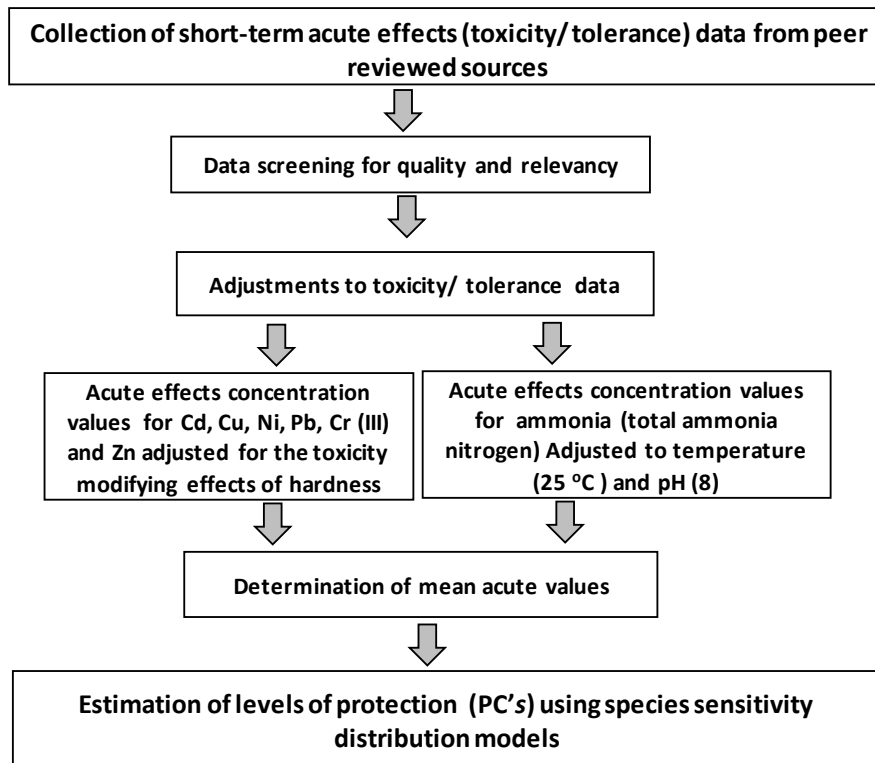 Collection of short-term acute effects (toxicity/ tolerance) data from peer
reviewed sources
Data screening for quality and relevancy
Adjustments to toxicity/ tolerance data
Acute effects concentration
values for Cd, Cu, Ni, Pb, Cr (III)
and Zn adjusted for the toxicity
modifying effects of hardness
Acute effects concentration values
for ammonia (total ammonia
nitrogen) Adjusted to temperature
(25 °C ) and pH (8)
Determination of mean acute values
Estimation of levels of protection (PC's) using species sensitivity
distribution models